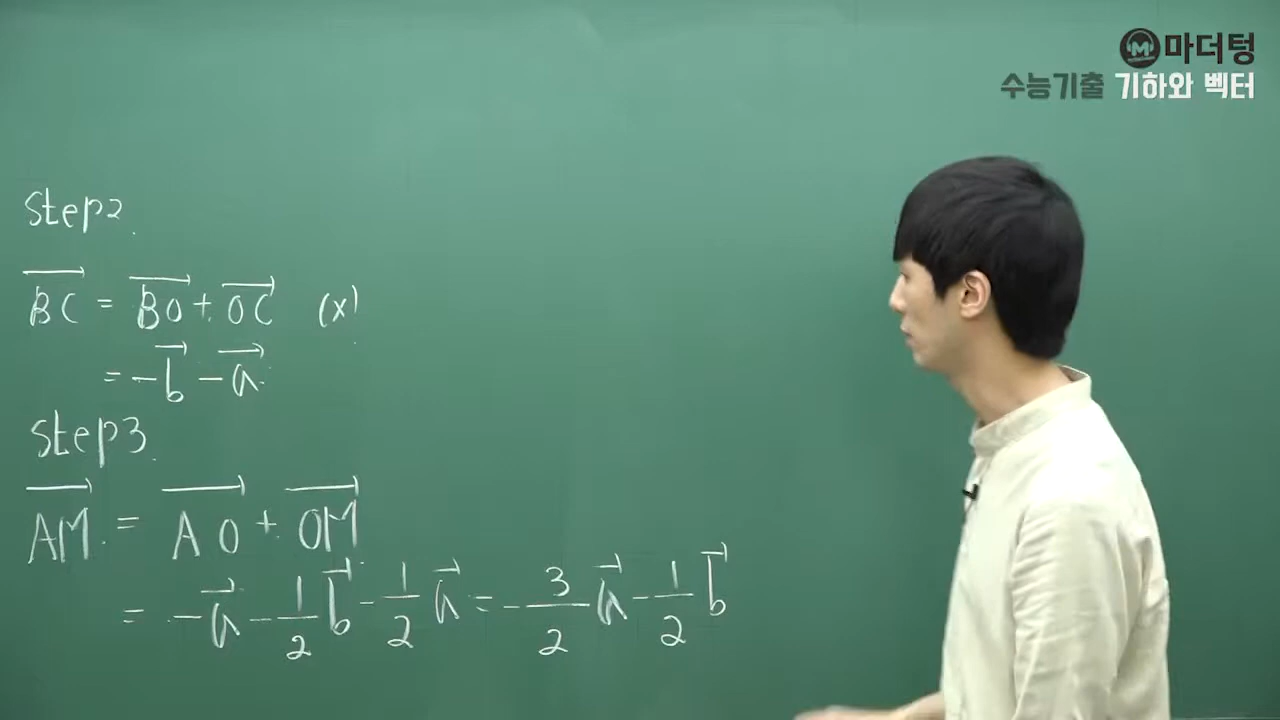 마더텅
수능기출 기하와 벡터
Step2.
BC→ = BO→ + OC→ (x)
= -b→ - a→
Step3.
AM→ = AO→ + OM→
= -a→ - 1/2 b→ - 1/2 a→ = -3/2 a→ - 1/2 b→